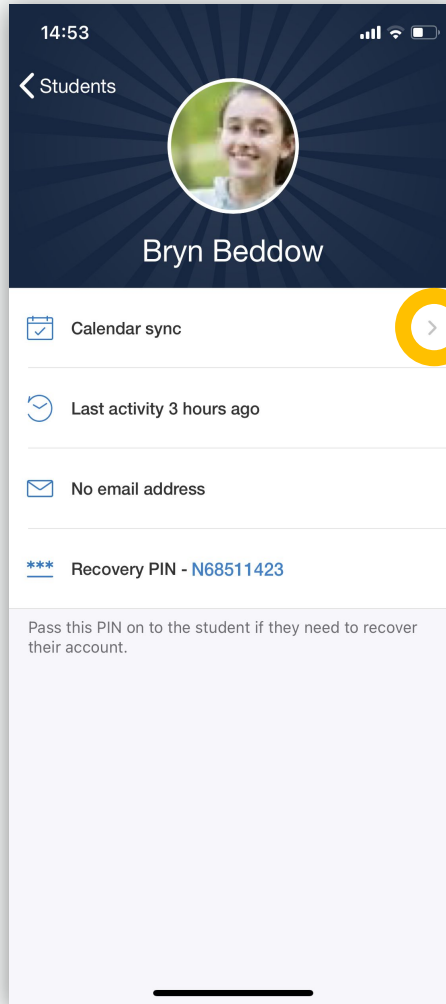 14:53
Students
Bryn Beddow
Calendar sync
Last activity 3 hours ago
No email address
*** Recovery PIN - N68511423
Pass this PIN on to the student if they need to recover
their account.